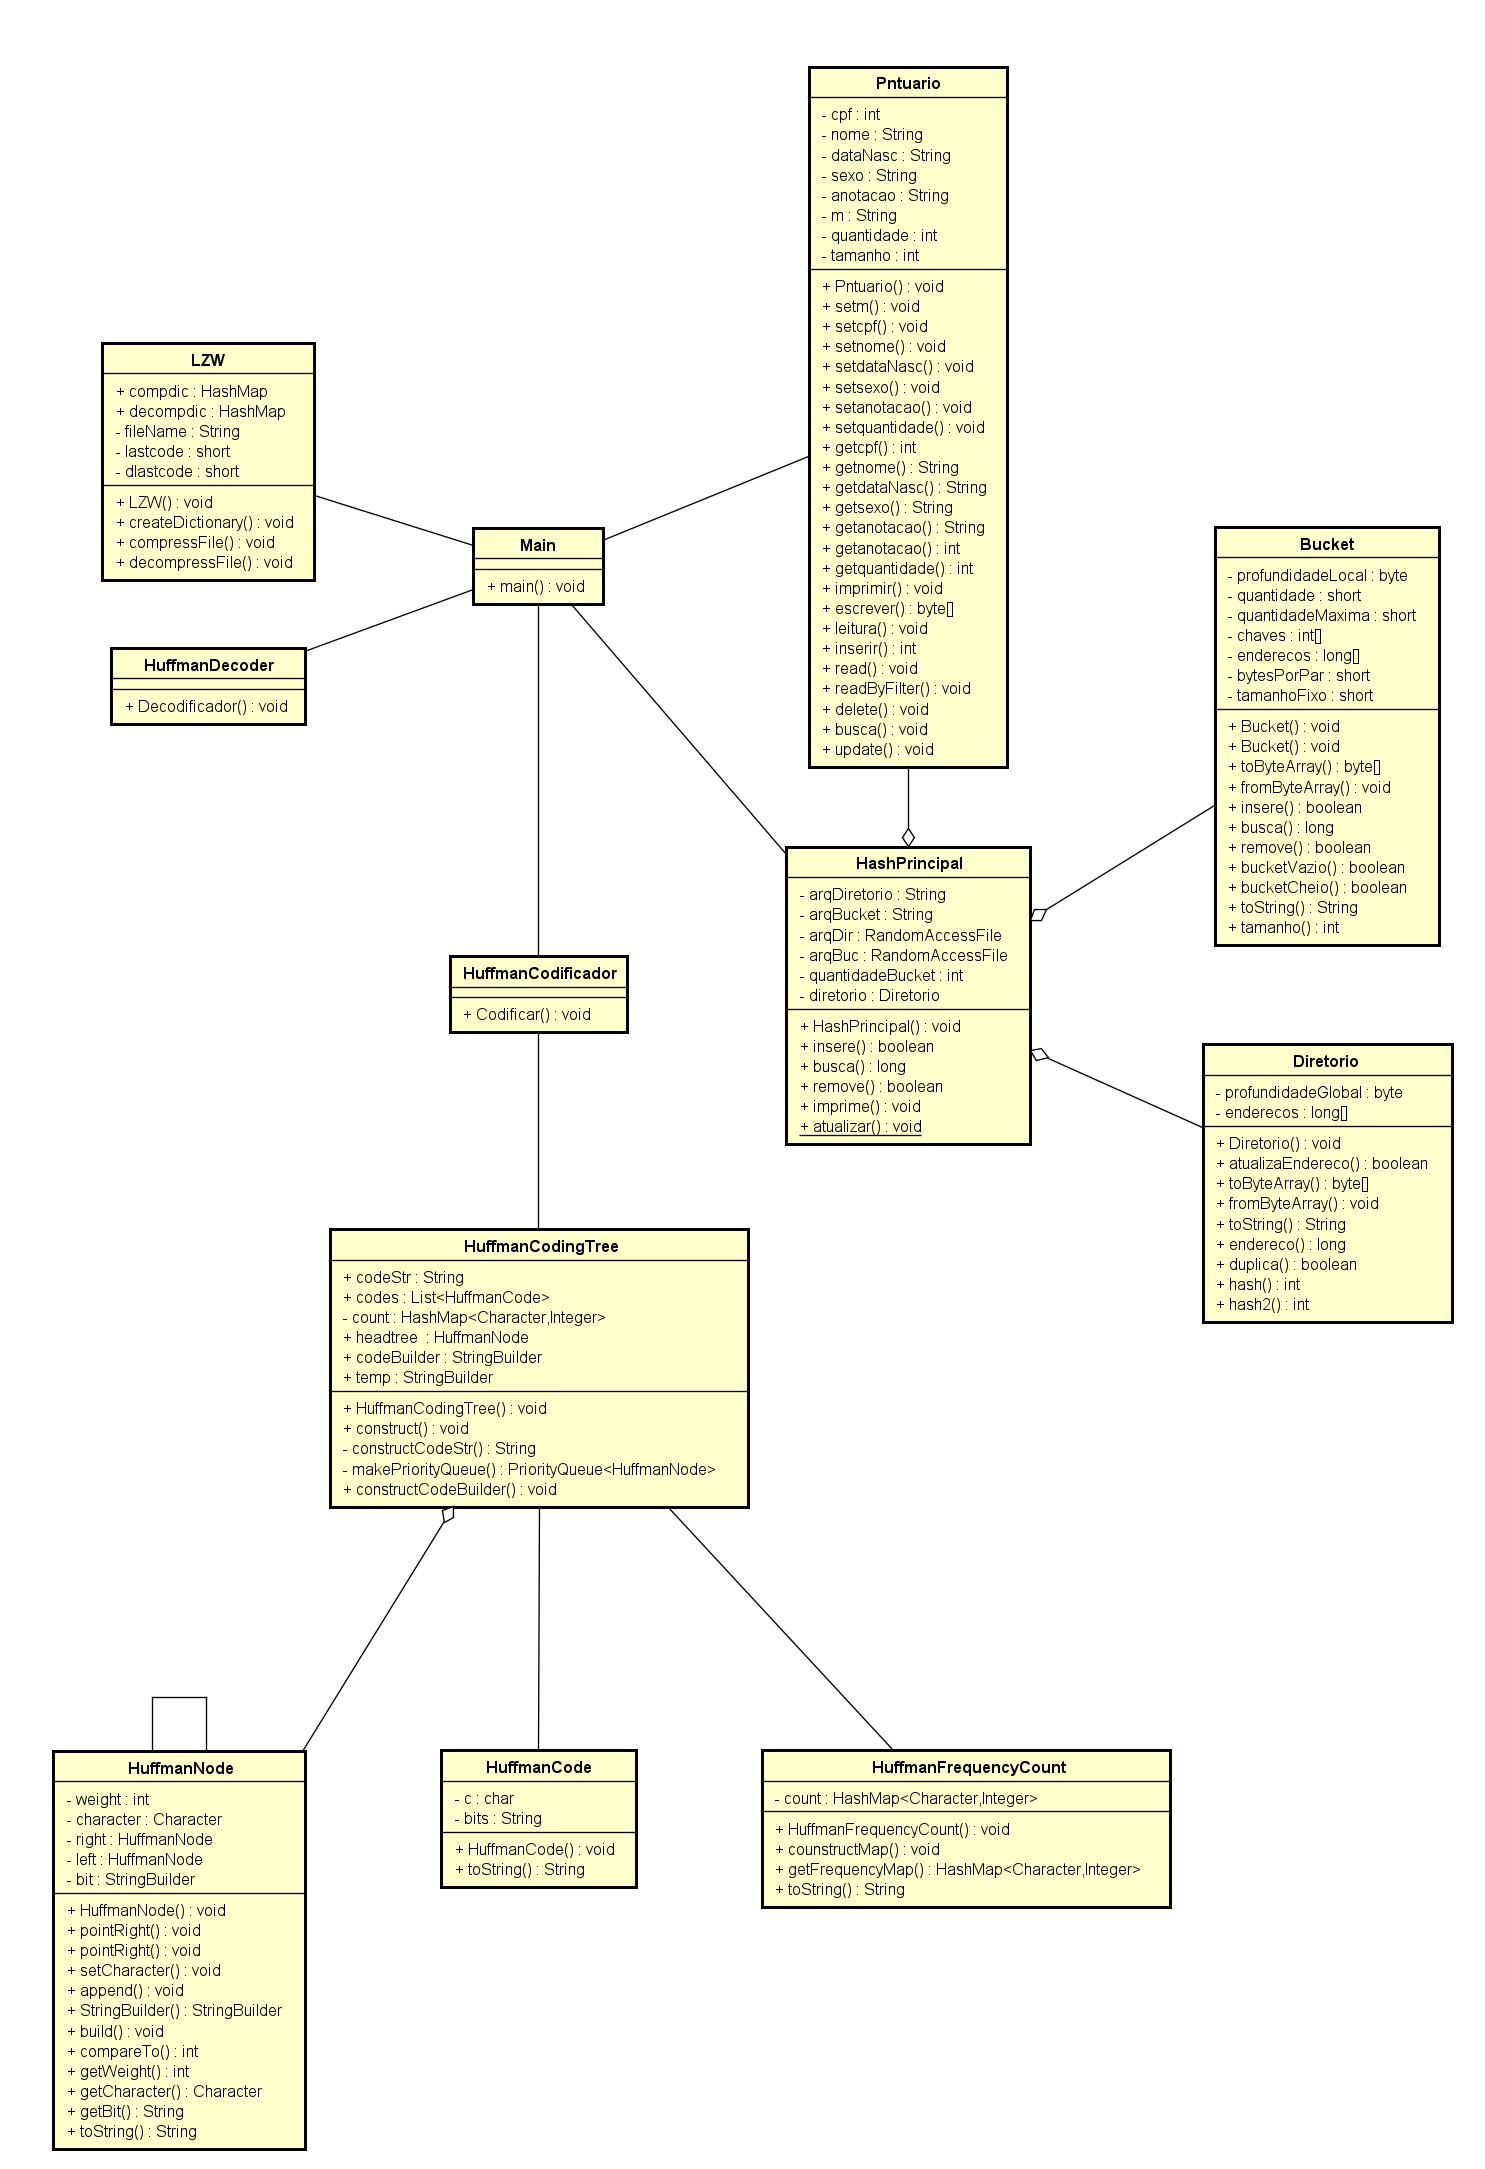 Pntuario
- cpf : int
- nome : String
- dataNasc : String
- sexo : String
- anotacao : String
- m : String
- quantidade : int
- tamanho : int
+ Pntuario() : void
+ setm() : void
+ setcpf() : void
+ setnome() : void
+ setdataNasc() : void
+ setsexo() : void
+ setanotacao() : void
+ setquantidade() : void
+ getcpf() : int
+ getnome() : String
+ getdataNasc() : String
+ getsexo() : String
+ getanotacao() : String
+ getanotacao() : int
+ getquantidade() : int
+ imprimir() : void
+ escrever() : byte[]
+ leitura() : void
+ inserir() : int
+ read() : void
+ readByFilter() : void
+ delete() : void
+ busca() : void
+ update() : void
LZW
+ compdic : HashMap
+ decompdic : HashMap
- fileName : String
- lastcode : short
- dlastcode : short
+ LZW() : void
+ createDictionary() : void
+ compressFile() : void
+ decompressFile() : void
Main
+ main() : void
Bucket
- profundidadeLocal : byte
- quantidade : short
- quantidadeMaxima : short
- chaves : int[]
- enderecos : long[]
- bytesPorPar : short
- tamanhoFixo : short
+ Bucket() : void
+ Bucket() : void
+ toByteArray() : byte[]
+ fromByteArray() : void
+ insere() : boolean
+ busca() : long
+ remove() : boolean
+ bucketVazio() : boolean
+ bucketCheio() : boolean
+ toString() : String
+ tamanho() : int
HuffmanDecoder
+ Decodificador() : void
HashPrincipal
- arqDiretorio : String
- arqBucket : String
- arqDir : RandomAccessFile
- arqBuc : RandomAccessFile
- quantidadeBucket : int
- diretorio : Diretorio
+ HashPrincipal() : void
+ insere() : boolean
+ busca() : long
+ remove() : boolean
+ imprime() : void
+ atualizar() : void
HuffmanCodificador
+ Codificar() : void
Diretorio
- profundidadeGlobal : byte
- enderecos : long[]
+ Diretorio() : void
+ atualizaEndereco() : boolean
+ toByteArray() : byte[]
+ fromByteArray() : void
+ toString() : String
+ endereco() : long
+ duplica() : boolean
+ hash() : int
+ hash2() : int
HuffmanCodingTree
+ codeStr : String
+ codes : List<HuffmanCode>
- count : HashMap<Character,Integer>
+ headtree : HuffmanNode
+ codeBuilder : StringBuilder
+ temp : StringBuilder
+ HuffmanCodingTree() : void
+ construct() : void
- constructCodeStr() : String
- makePriorityQueue() : PriorityQueue<HuffmanNode>
+ constructCodeBuilder() : void
HuffmanNode
- weight : int
- character : Character
- right : HuffmanNode
- left : HuffmanNode
- bit : StringBuilder
+ HuffmanNode() : void
+ pointRight() : void
+ pointRight() : void
+ setCharacter() : void
+ append() : void
+ StringBuilder() : StringBuilder
+ build() : void
+ compareTo() : int
+ getWeight() : int
+ getCharacter() : Character
+ getBit() : String
+ toString() : String
HuffmanCode
- c : char
- bits : String
+ HuffmanCode() : void
+ toString() : String
HuffmanFrequencyCount
- count : HashMap<Character,Integer>
+ HuffmanFrequencyCount() : void
+ counstructMap() : void
+ getFrequencyMap() : HashMap<Character,Integer>
+ toString() : String